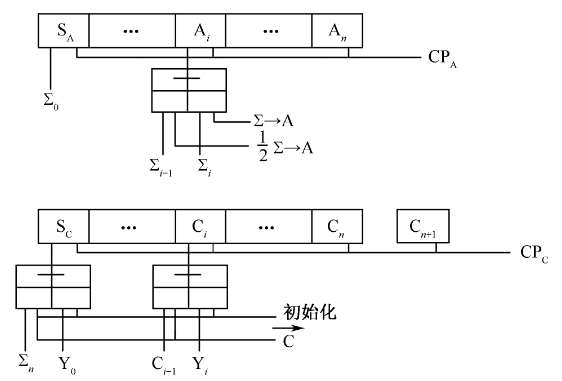 S_A ... A_i ... A_n
CP_A
Σ_0
Σ→A
½ Σ→A
Σ_{i-1} Σ_i
S_C ... C_i ... C_n C_{n+1}
CP_C
初始化
C
Σ_n Y_0 C_{i-1} Y_i